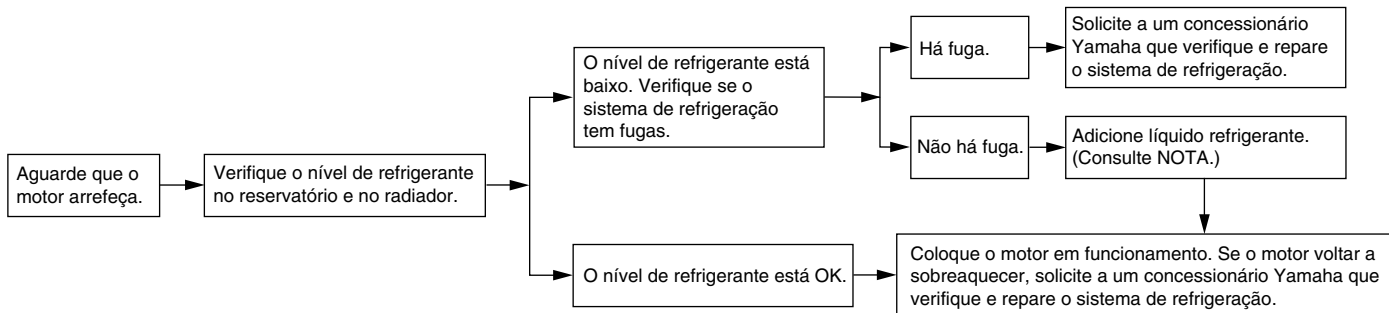 Aguarde que o
motor arrefeça.
Verifique o nível de refrigerante
no reservatório e no radiador.
O nível de refrigerante está
baixo. Verifique se o
sistema de refrigeração
tem fugas.
Há fuga.
Solicite a um concessionário
Yamaha que verifique e repare
o sistema de refrigeração.
Não há fuga.
Adicione líquido refrigerante.
(Consulte NOTA.)
O nível de refrigerante está OK.
Coloque o motor em funcionamento. Se o motor voltar a
sobreaquecer, solicite a um concessionário Yamaha que
verifique e repare o sistema de refrigeração.